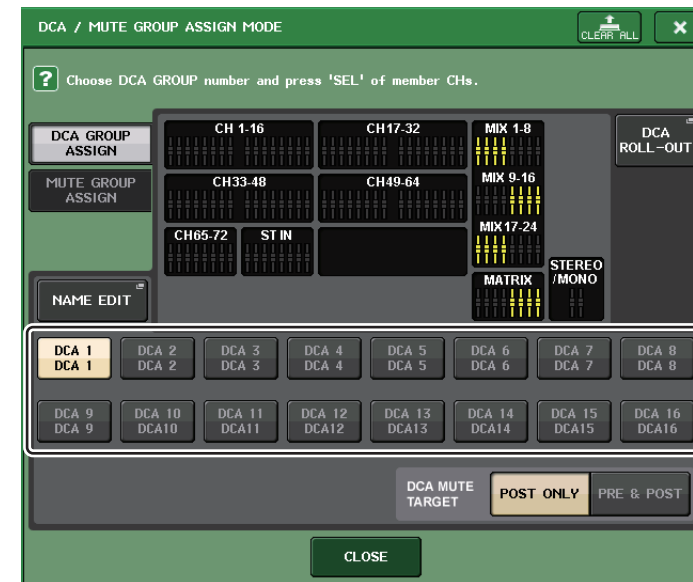 DCA / MUTE GROUP ASSIGN MODE
CLEAR ALL
? Choose DCA GROUP number and press 'SEL' of member CHs.
DCA GROUP
ASSIGN
MUTE GROUP
ASSIGN
CH 1-16
CH17-32
MIX 1-8
CH33-48
CH49-64
MIX 9-16
CH65-72
ST IN
MIX17-24
MATRIX
STEREO
/MONO
DCA
ROLL-OUT
NAME EDIT
DCA 1
DCA 1
DCA 2
DCA 2
DCA 3
DCA 3
DCA 4
DCA 4
DCA 5
DCA 5
DCA 6
DCA 6
DCA 7
DCA 7
DCA 8
DCA 8
DCA 9
DCA 9
DCA 10
DCA10
DCA 11
DCA11
DCA 12
DCA12
DCA 13
DCA13
DCA 14
DCA14
DCA 15
DCA15
DCA 16
DCA16
DCA MUTE
TARGET
POST ONLY
PRE & POST
CLOSE